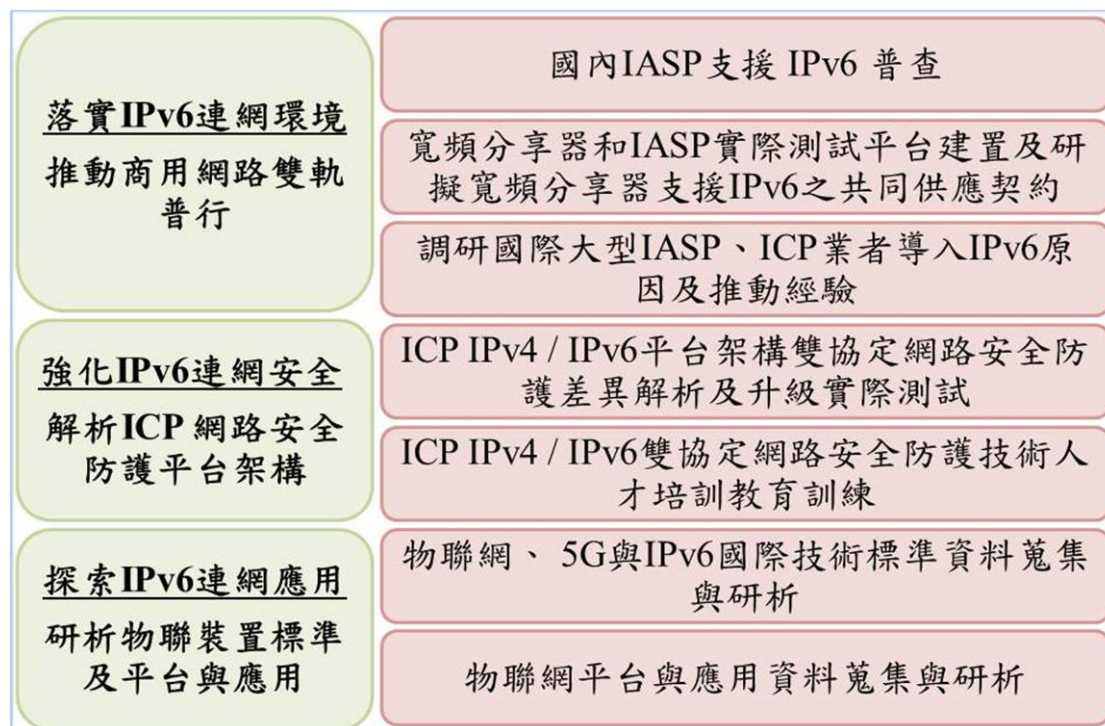 落實IPv6連網環境
推動商用網路雙軌
普行
國內IASP支援 IPv6 普查
寬頻分享器和IASP實際測試平台建置及研
擬寬頻分享器支援IPv6之共同供應契約
調研國際大型IASP、ICP業者導入IPv6原
因及推動經驗
強化IPv6連網安全
解析ICP 網路安全
防護平台架構
ICP IPv4 / IPv6平台架構雙協定網路安全防
護差異解析及升級實際測試
ICP IPv4 / IPv6雙協定網路安全防護技術人
才培訓教育訓練
探索IPv6連網應用
研析物聯裝置標準
及平台與應用
物聯網、 5G與IPv6國際技術標準資料蒐集
與研析
物聯網平台與應用資料蒐集與研析